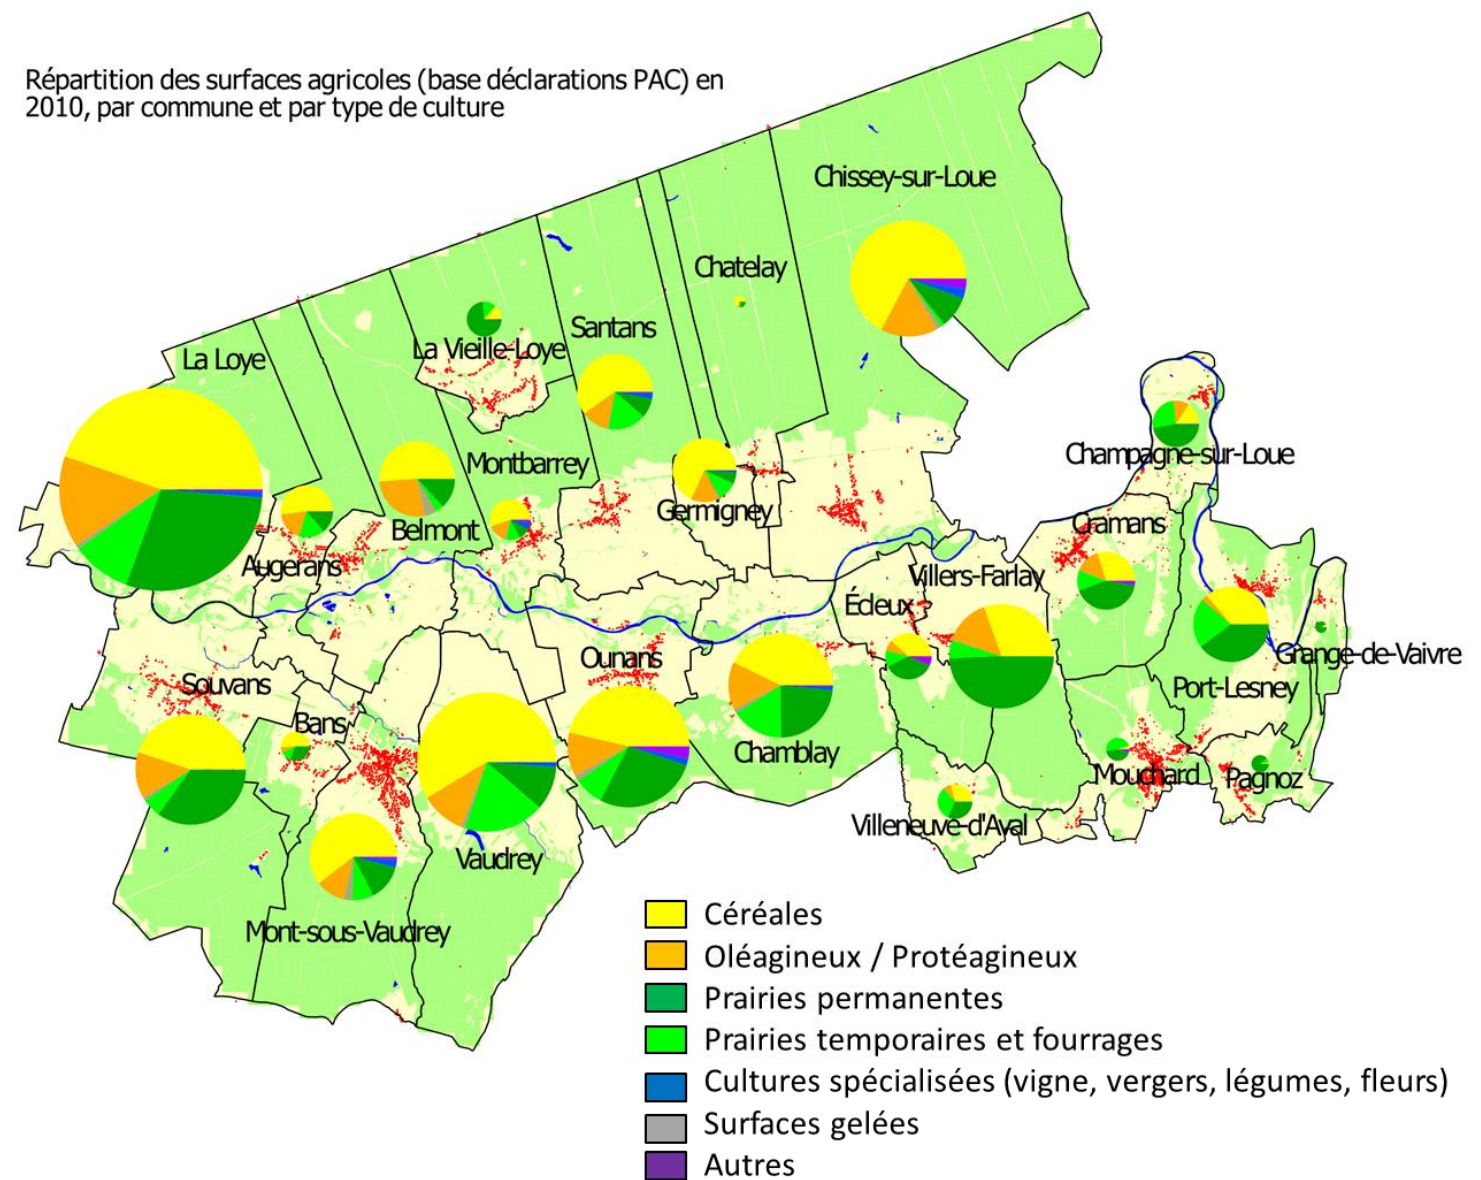 Répartition des surfaces agricoles (base déclarations PAC) en
2010, par commune et par type de culture
Chissey-sur-Loue
Chatelay
Santans
La Vieille-Loye
La Loye
Montbarrey
Champagne-sur-Loue
Germigney
Cramans
Belmont
Augerans
Villers-Farlay
Écleux
Ounans
Grange-de-Vaivre
Souvans
Port-Lesney
Bans
Chamblay
Mouchard
Pagnoz
Villeneuve-d'Aval
Vaudrey
Mont-sous-Vaudrey
Céréales
Oléagineux / Protéagineux
Prairies permanentes
Prairies temporaires et fourrages
Cultures spécialisées (vigne, vergers, légumes, fleurs)
Surfaces gelées
Autres